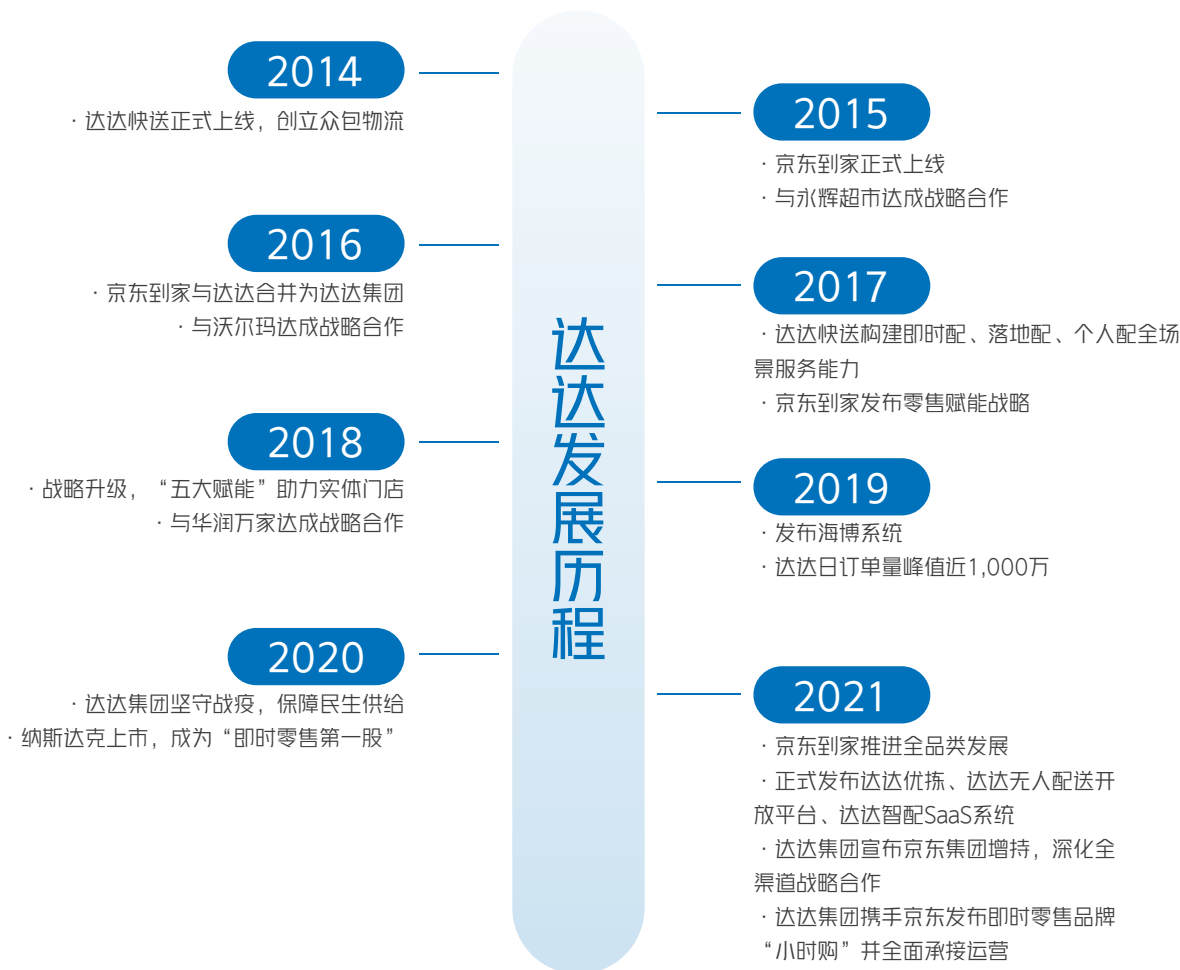 达达发展历程
2014
· 达达快送正式上线，创立众包物流
2015
· 京东到家正式上线
· 与永辉超市达成战略合作
2016
· 京东到家与达达合并为达达集团
· 与沃尔玛达成战略合作
2017
· 达达快送构建即时配、落地配、个人配全场
景服务能力
· 京东到家发布零售赋能战略
2018
· 战略升级，“五大赋能”助力实体门店
· 与华润万家达成战略合作
2019
· 发布海博系统
· 达达日订单量峰值近1,000万
2020
· 达达集团坚守战疫，保障民生供给
· 纳斯达克上市，成为“即时零售第一股”
2021
· 京东到家推进全品类发展
· 正式发布达达优拣、达达无人配送开
放平台、达达智配SaaS系统
· 达达集团宣布京东集团增持，深化全
渠道战略合作
· 达达集团携手京东发布即时零售品牌
“小时购”并全面承接运营